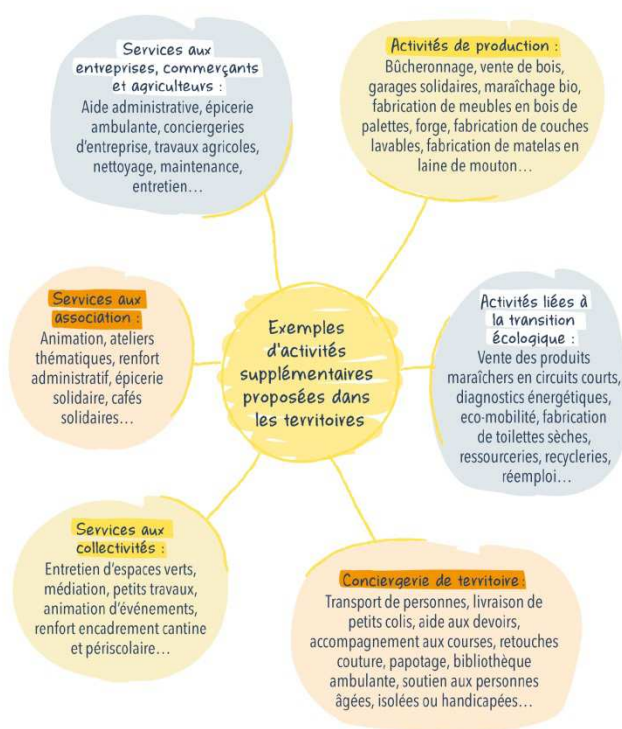 Services aux
entreprises, commerçants
et agriculteurs :
Aide administrative, épicerie
ambulante, conciergeries
d'entreprise, travaux agricoles,
nettoyage, maintenance,
entretien…
Activités de production :
Bûcheronnage, vente de bois,
garages solidaires, maraîchage bio,
fabrication de meubles en bois de
palettes, forge, fabrication de couches
lavables, fabrication de matelas en
laine de mouton…
Services aux
association :
Animation, ateliers
thématiques, renfort
administratif, épicerie
solidaire, cafés
solidaires…
Exemples
d'activités
supplémentaires
proposées dans
les territoires
Activités liées à
la transition
écologique :
Vente des produits
maraîchers en circuits courts,
diagnostics énergétiques,
eco-mobilité, fabrication
de toilettes sèches,
ressourceries, recycleries,
réemploi…
Services aux
collectivités :
Entretien d'espaces verts,
médiation, petits travaux,
animation d'événements,
renfort encadrement cantine
et périscolaire…
Conciergerie de territoire :
Transport de personnes, livraison de
petits colis, aide aux devoirs,
accompagnement aux courses, retouches
couture, papotage, bibliothèque
ambulante, soutien aux personnes
âgées, isolées ou handicapées…